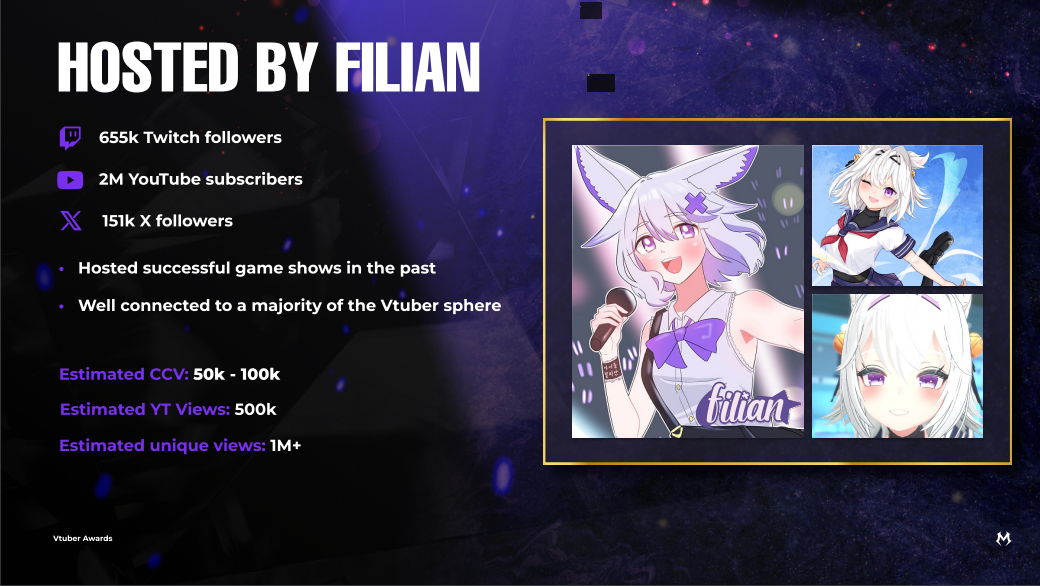 HOSTED BY FILIAN
655k Twitch followers
2M YouTube subscribers
151k X followers
• Hosted successful game shows in the past
• Well connected to a majority of the Vtuber sphere
Estimated CCV: 50k - 100k
Estimated YT Views: 500k
Estimated unique views: 1M+
filian
Vtuber Awards